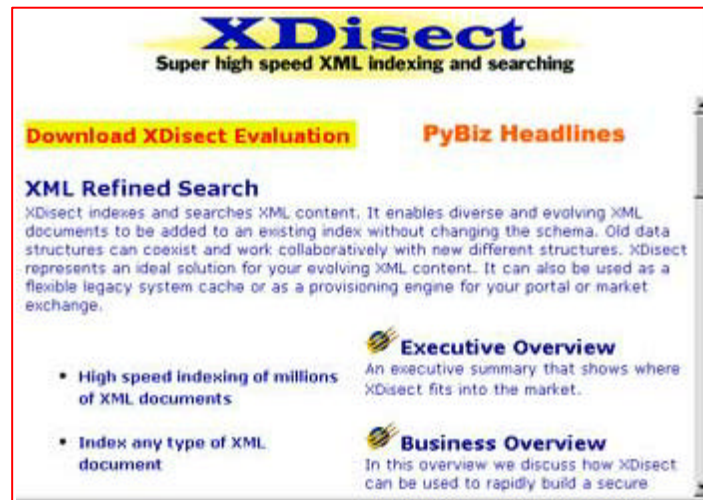 XDisect
Super high speed XML indexing and searching
Download XDisect Evaluation
PyBiz Headlines
XML Refined Search
XDisect indexes and searches XML content. It enables diverse and evolving XML
documents to be added to an existing index without changing the schema. Old data
structures can coexist and work collaboratively with new different structures. XDisect
represents an ideal solution for your evolving XML content. It can also be used as a
flexible legacy system cache or as a provisioning engine for your portal or market
exchange.
• High speed indexing of millions
of XML documents
• Index any type of XML
document
Executive Overview
An executive summary that shows where
XDisect fits into the market.
Business Overview
In this overview we discuss how XDisect
can be used to rapidly build a secure